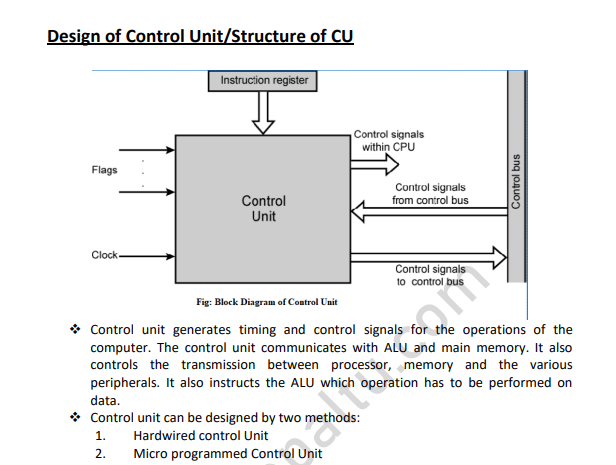 Design of Control Unit/Structure of CU
Instruction register
Control signals
within CPU
Flags
Control signals
from control bus
Control bus
Control
Unit
Clock
Control signals
to control bus
Fig: Block Diagram of Control Unit
❖ Control unit generates timing and control signals for the operations of the
computer. The control unit communicates with ALU and main memory. It also
controls the transmission between processor, memory and the various
peripherals. It also instructs the ALU which operation has to be performed on
data.
❖ Control unit can be designed by two methods:
1. Hardwired control Unit
2. Micro programmed Control Unit